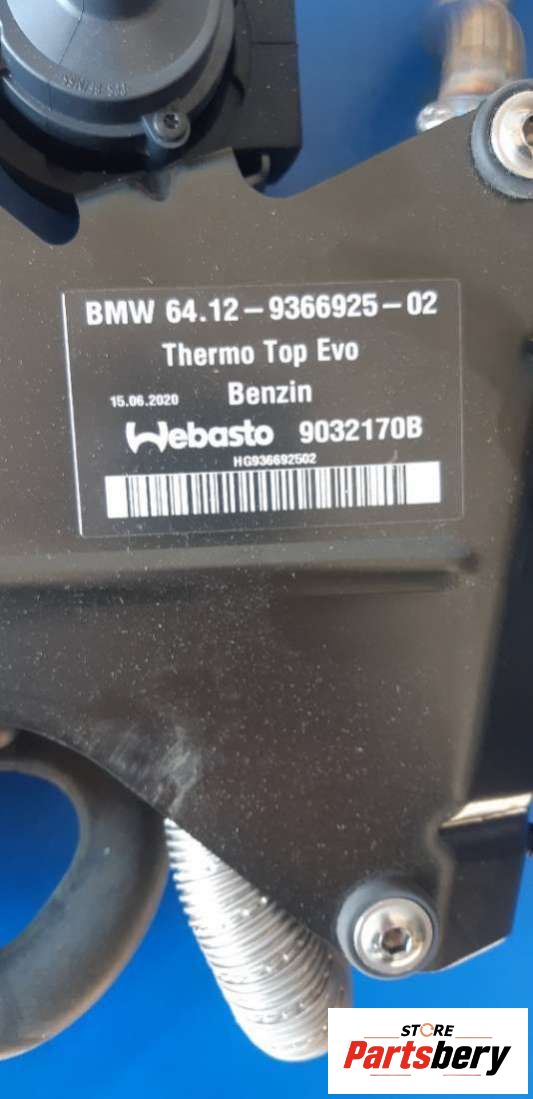 BMW 64.12-9366925-02
Thermo Top Evo
15.06.2020 Benzin
Webasto 9032170B
HG936692502
STORE
Partsbery